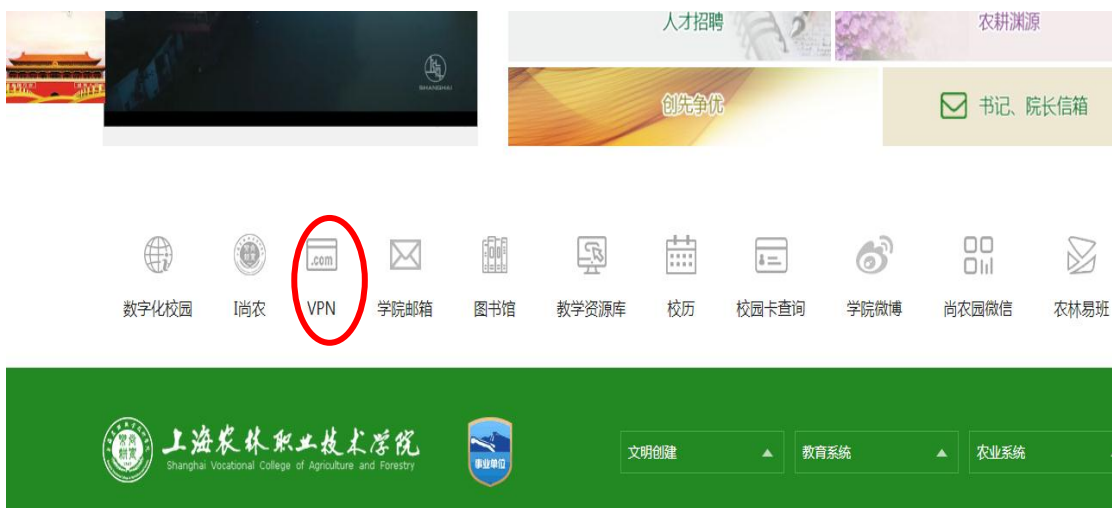 人才招聘
农耕渊源
SHANGNONG
创先争优
书记、院长信箱
.com
数字化校园
I尚农
VPN
学院邮箱
图书馆
教学资源库
校历
校园卡查询
学院微博
尚农园微信
农林易班
上海农林职业技术学院
Shanghai Vocational College of Agriculture and Forestry
事业单位
文明创建
教育系统
农业系统